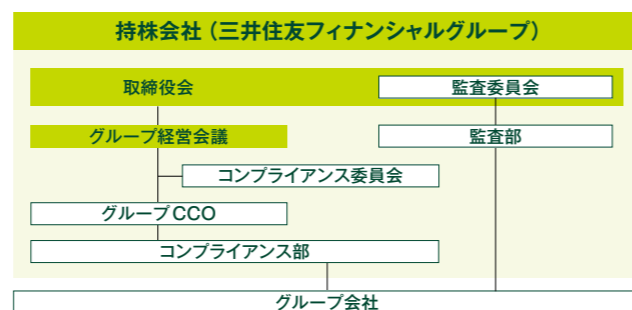 持株会社（三井住友フィナンシャルグループ）
取締役会
監査委員会
グループ経営会議
監査部
コンプライアンス委員会
グループCCO
コンプライアンス部
グループ会社